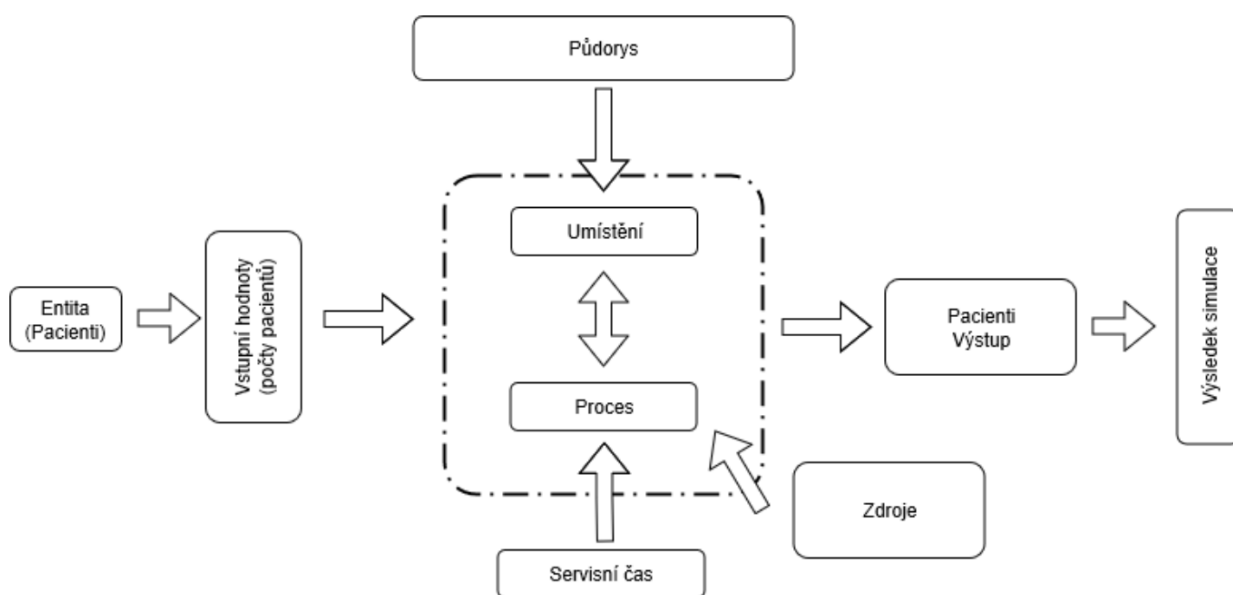 Půdorys
Umístění
Entita
(Pacienti)
Vstupní hodnoty
(počty pacientů)
Proces
Pacienti
Výstup
Výsledek simulace
Zdroje
Servisní čas